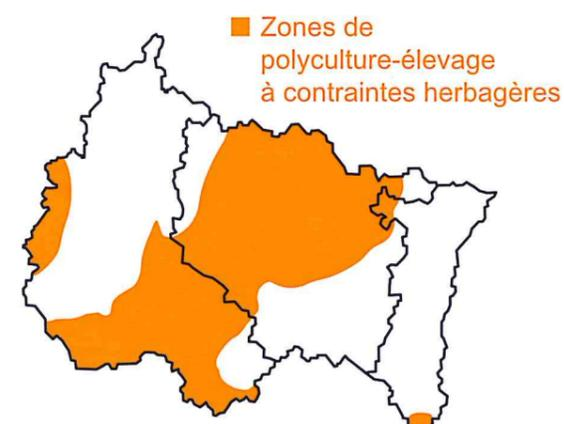 Zones de
polyculture-élevage
à contraintes herbagères